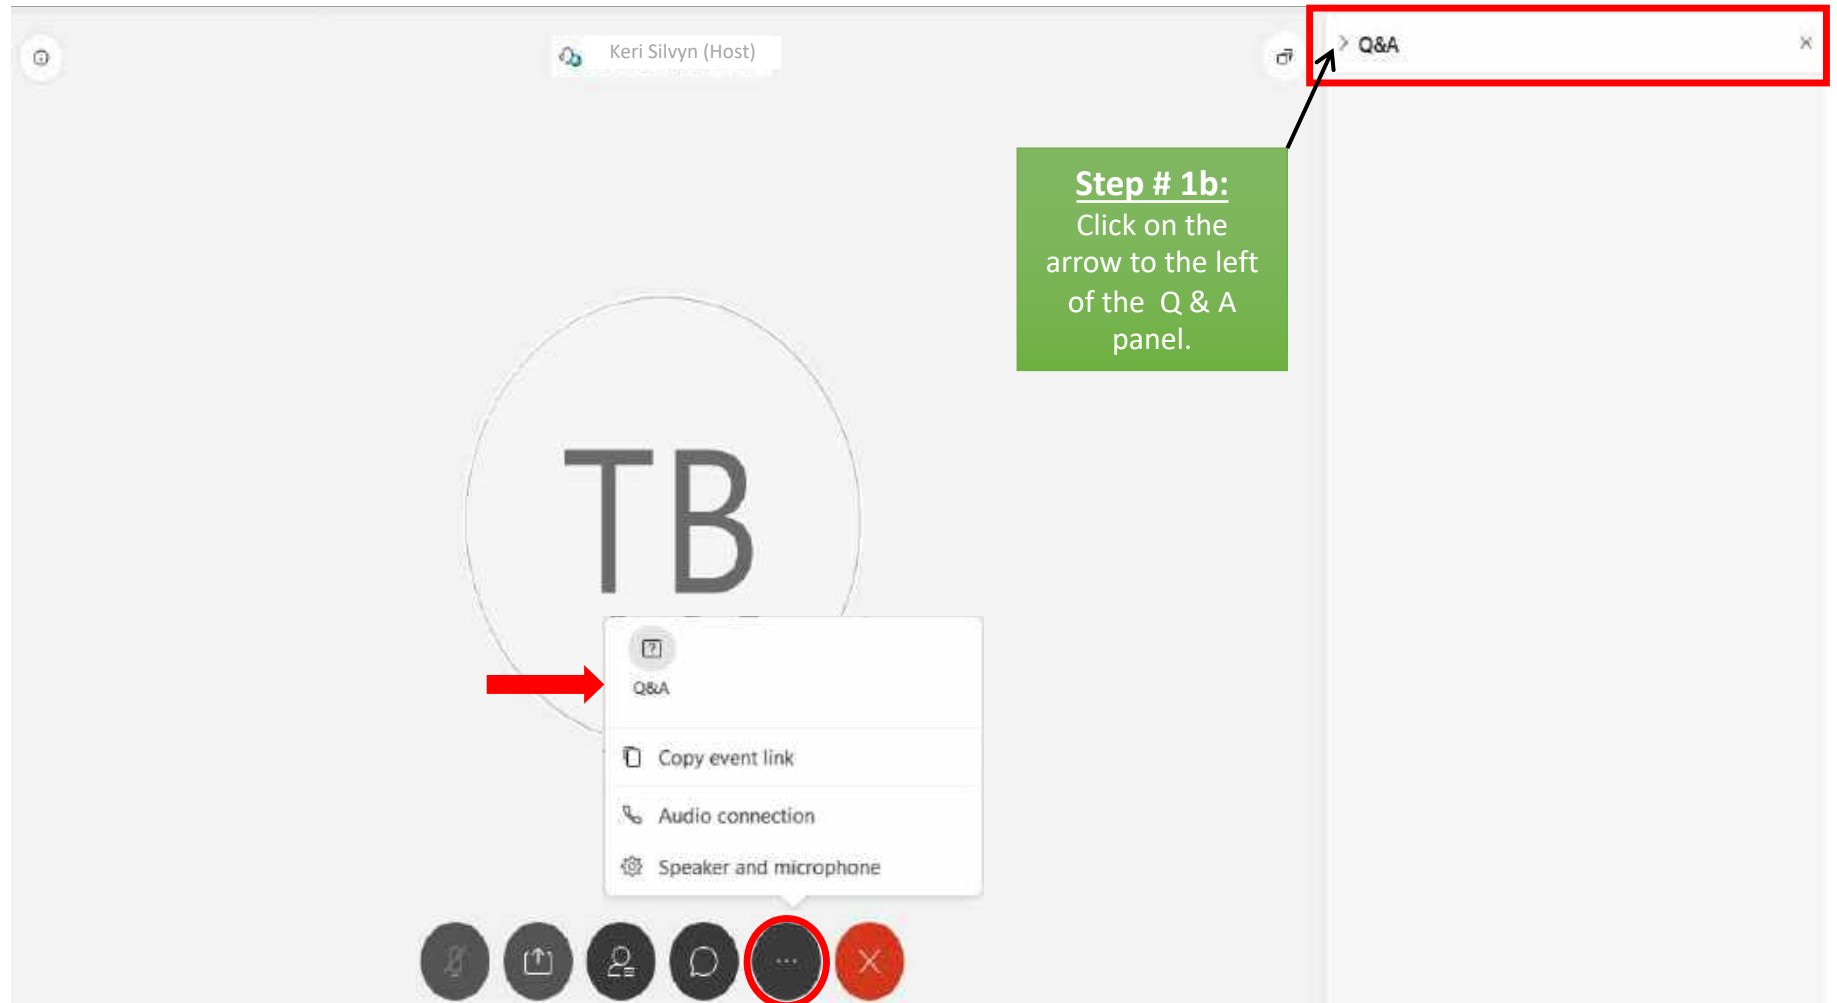 Keri Silvyn (Host)
Q&A
Step # 1b:
Click on the
arrow to the left
of the Q & A
panel.
TB
Q&A
Copy event link
Audio connection
Speaker and microphone